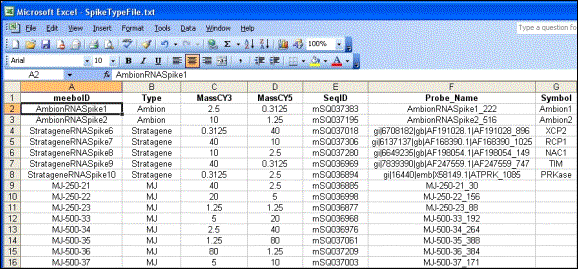 Microsoft Excel - SpikeTypeFile.txt
File Edit View Insert Format Tools Data Window Help Type a question for
Σ 100%
Arial 10 B I U $ %
A2 AmbionRNASpike1
A B C D E F G
1 meeboID Type MassCY3 MassCY5 SeqID Probe_Name Symbol
2 AmbionRNASpike1 Ambion 2.5 0.3125 mSQ037383 AmbionRNASpike1_222 Ambion1
3 AmbionRNASpike2 Ambion 10 1.25 mSQ037195 AmbionRNASpike2_516 Ambion2
4 StratageneRNASpike6 Stratagene 0.3125 40 mSQ037018 gi|6708182|gb|AF191028.1|AF191028_896 XCP2
5 StratageneRNASpike7 Stratagene 40 10 mSQ037306 gi|6137137|gb|AF168390.1|AF168390_1025 RCP1
6 StratageneRNASpike8 Stratagene 10 2.5 mSQ037280 gi|6649235|gb|AF198054.1|AF198054_149 NAC1
7 StratageneRNASpike9 Stratagene 40 0.3125 mSQ036969 gi|7839390|gb|AF247559.1|AF247559_747 TIM
8 StratageneRNASpike10 Stratagene 0.3125 40 mSQ036894 gi|16440|emb|X58149.1|ATPRK_1085 PRKase
9 MJ-250-21 MJ 40 2.5 mSQ036885 MJ-250-21_30
10 MJ-250-22 MJ 20 5 mSQ037008 MJ-250-22_156
11 MJ-250-23 MJ 1.25 1.25 mSQ036877 MJ-250-23_88
12 MJ-500-33 MJ 5 20 mSQ036968 MJ-500-33_192
13 MJ-500-34 MJ 2.5 40 mSQ036976 MJ-500-34_264
14 MJ-500-35 MJ 1.25 80 mSQ037061 MJ-500-35_388
15 MJ-500-36 MJ 80 1.25 mSQ037209 MJ-500-36_384
16 MJ-500-37 MJ 5 10 mSQ037003 MJ-500-37_171